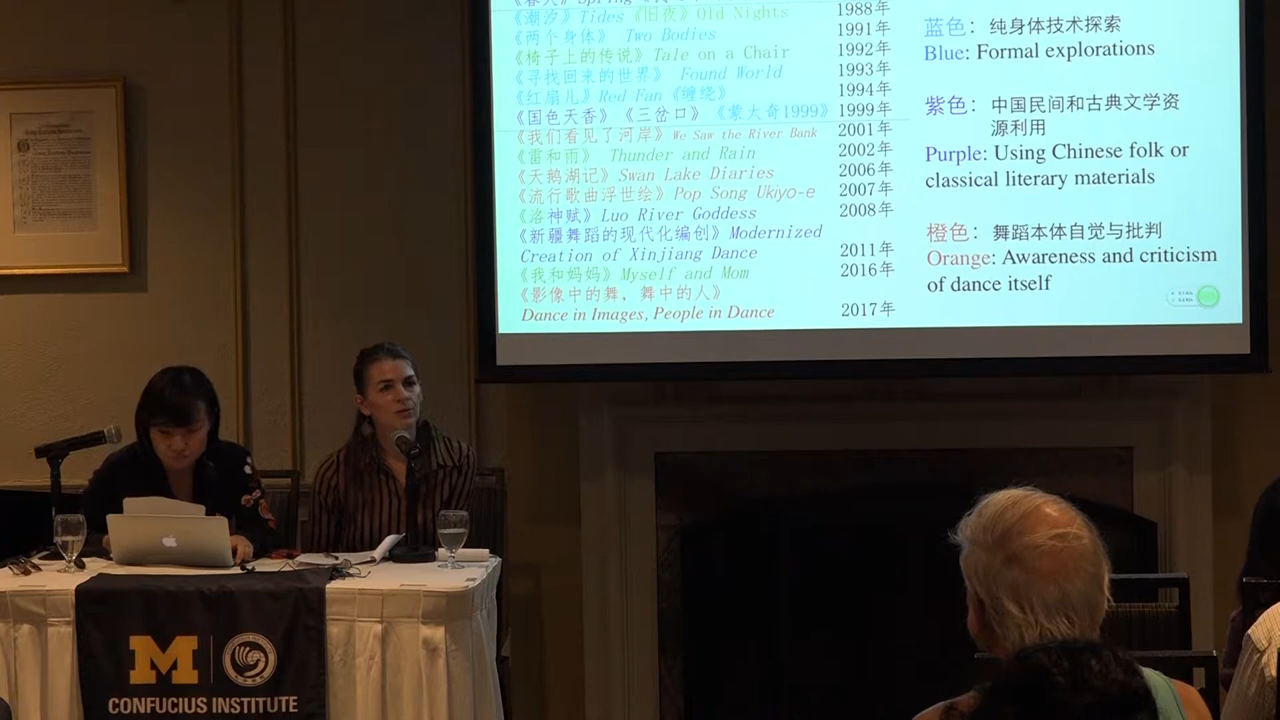 《潮汐》Tides《旧夜》Old Nights 1988年
《两个身体》 Two Bodies 1991年
《椅子上的传说》Tale on a Chair 1992年
《寻找回来的世界》 Found World 1993年
《红扇儿》Red Fan《缠绕》 1994年
《国色天香》《三岔口》《蒙大奇1999》 1999年
《我们看见了河岸》We Saw the River Bank 2001年
《雷和雨》 Thunder and Rain 2002年
《天鹅湖记》Swan Lake Diaries 2006年
《流行歌曲浮世绘》Pop Song Ukiyo-e 2007年
《洛神赋》Luo River Goddess 2008年
《新疆舞蹈的现代化编创》Modernized
Creation of Xinjiang Dance 2011年
《我和妈妈》Myself and Mom 2016年
《影像中的舞，舞中的人》
Dance in Images, People in Dance 2017年
蓝色：纯身体技术探索
Blue: Formal explorations
紫色：中国民间和古典文学资
源利用
Purple: Using Chinese folk or
classical literary materials
橙色：舞蹈本体自觉与批判
Orange: Awareness and criticism
of dance itself
M
CONFUCIUS INSTITUTE